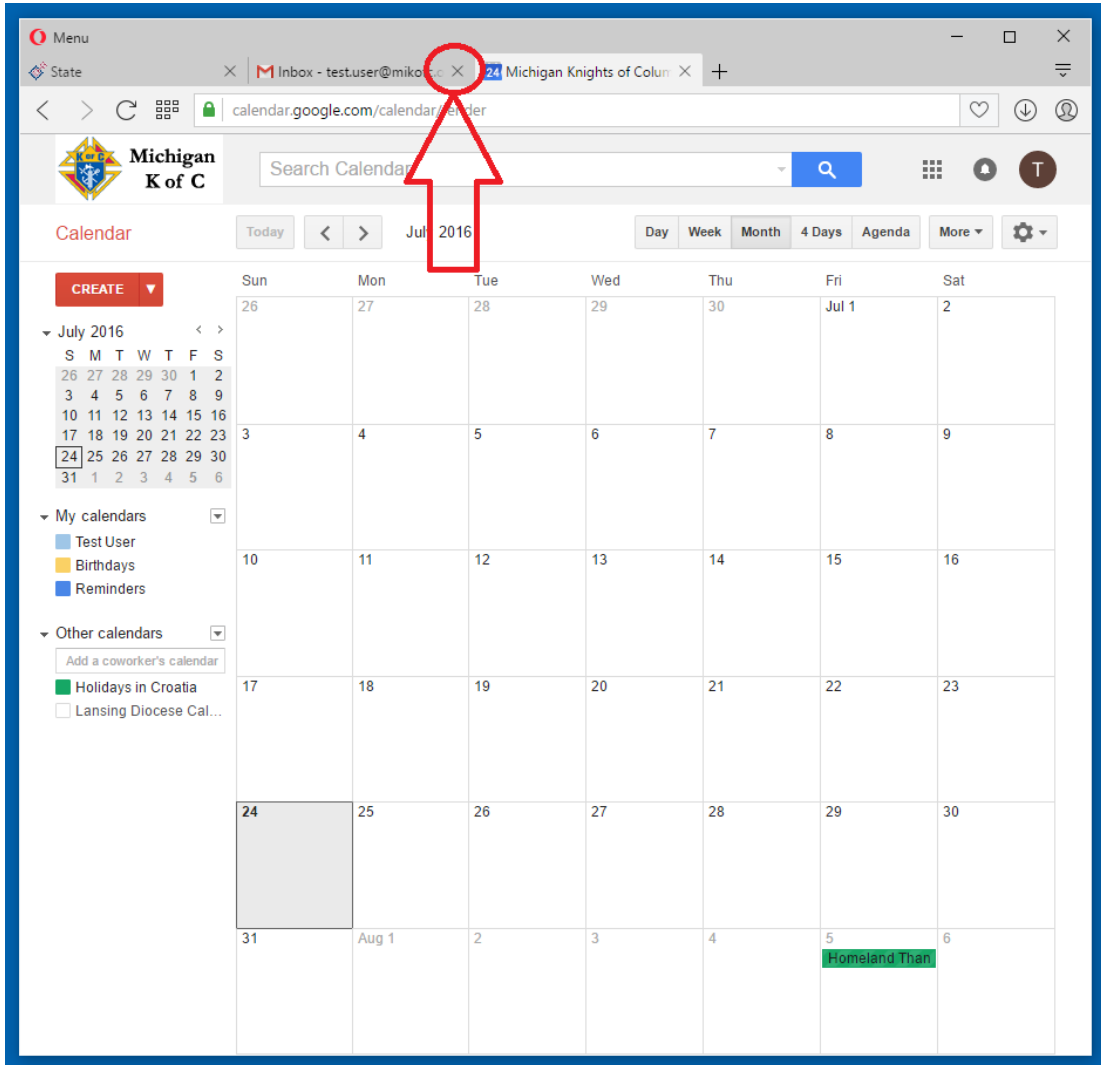 Menu
State
Inbox - test.user@mikofc.c
24 Michigan Knights of Colum
calendar.google.com/calendar/render
Michigan
K of C
Search Calendar
T
Calendar
Today
July 2016
Day Week Month 4 Days Agenda
More
CREATE
Sun Mon Tue Wed Thu Fri Sat
26 27 28 29 30 Jul 1 2
July 2016
S M T W T F S
26 27 28 29 30 1 2
3 4 5 6 7 8 9
10 11 12 13 14 15 16
17 18 19 20 21 22 23
24 25 26 27 28 29 30
31 1 2 3 4 5 6
3 4 5 6 7 8 9
My calendars
Test User
Birthdays
Reminders
10 11 12 13 14 15 16
Other calendars
Add a coworker's calendar
Holidays in Croatia
Lansing Diocese Cal...
17 18 19 20 21 22 23
24 25 26 27 28 29 30
31 Aug 1 2 3 4 5 6
Homeland Than